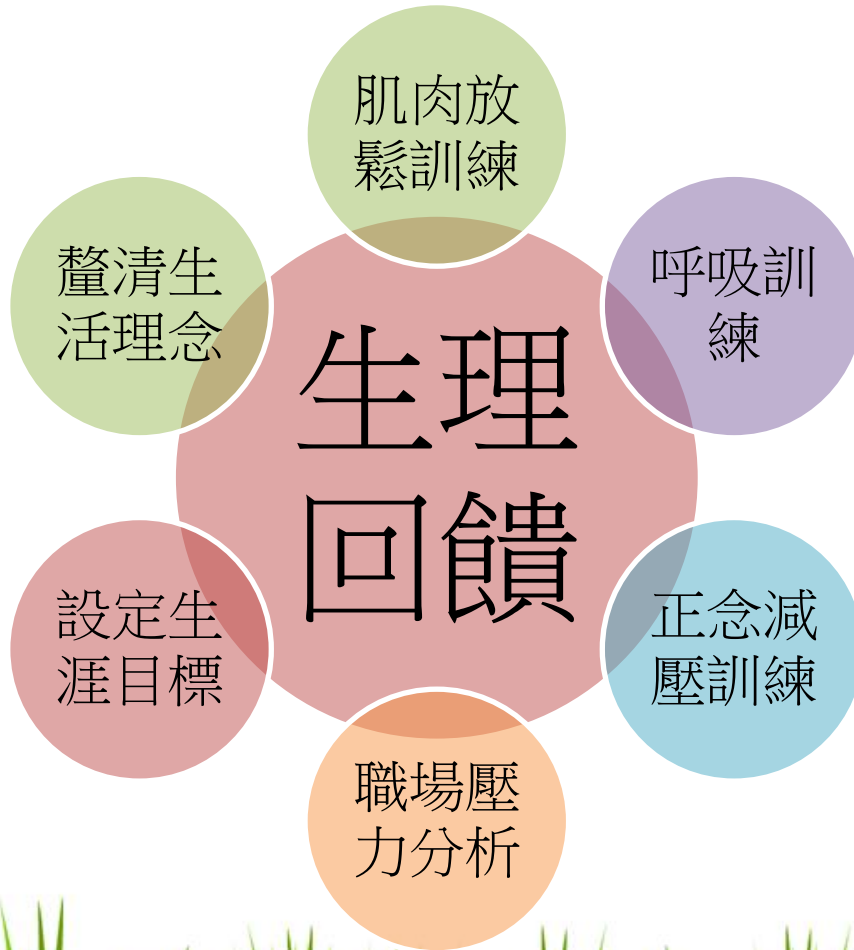 肌肉放
鬆訓練
呼吸訓
練
正念減
壓訓練
職場壓
力分析
設定生
涯目標
釐清生
活理念
生理
回饋